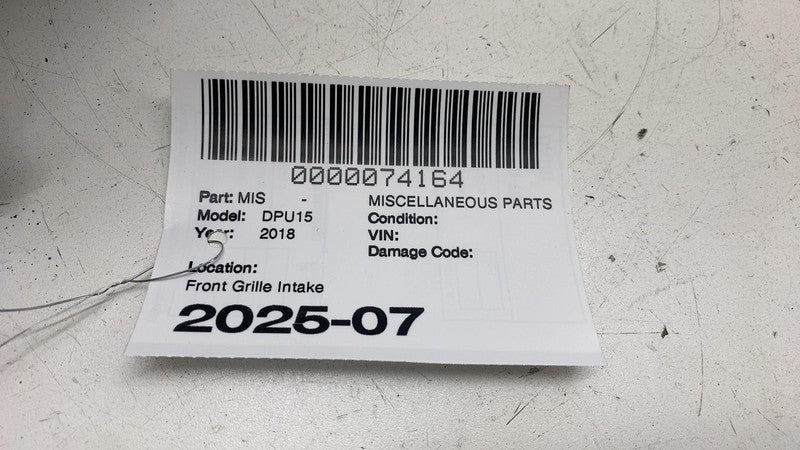 0000074164
Part: MIS - MISCELLANEOUS PARTS
Model: DPU15 Condition:
Year: 2018 VIN:
Damage Code:
Location:
Front Grille Intake
2025-07